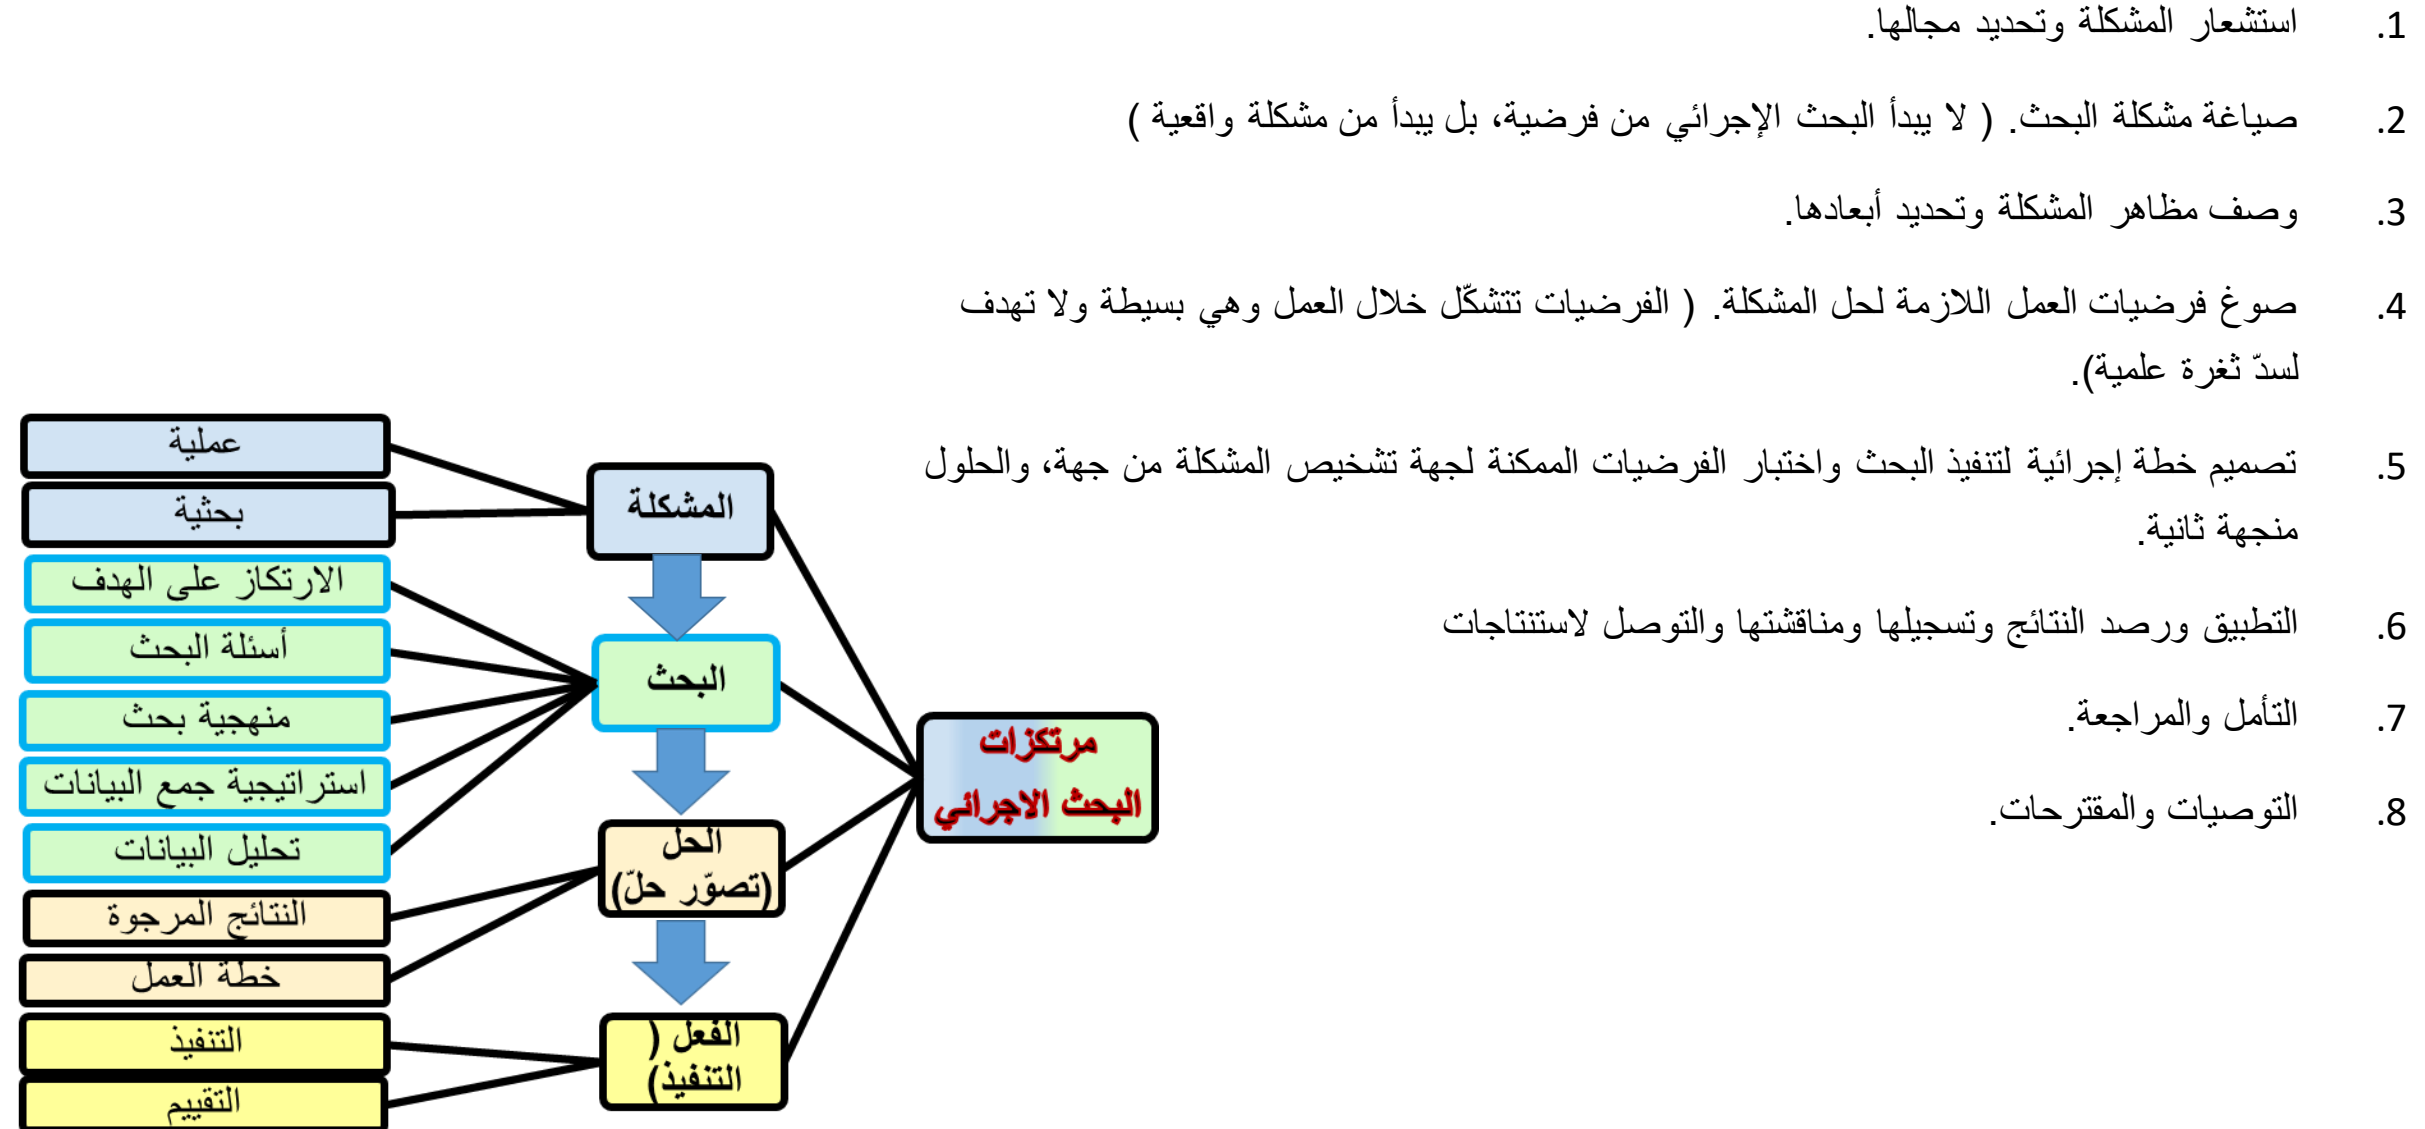 1. استشعار المشكلة وتحديد مجالها.
2. صياغة مشكلة البحث. ( لا يبدأ البحث الإجرائي من فرضية، بل يبدأ من مشكلة واقعية )
3. وصف مظاهر المشكلة وتحديد أبعادها.
4. صوغ فرضيات العمل اللازمة لحل المشكلة. ( الفرضيات تتشكّل خلال العمل وهي بسيطة ولا تهدف
لسدّ ثغرة علمية).
5. تصميم خطة إجرائية لتنفيذ البحث واختبار الفرضيات الممكنة لجهة تشخيص المشكلة من جهة، والحلول
منجهة ثانية.
6. التطبيق ورصد النتائج وتسجيلها ومناقشتها والتوصل لاستنتاجات
7. التأمل والمراجعة.
8. التوصيات والمقترحات.
مرتكزات
البحث الاجرائي
المشكلة
البحث
الحل
(تصوّر حلّ)
الفعل (
التنفيذ)
عملية
بحثية
الارتكاز على الهدف
أسئلة البحث
منهجية بحث
استراتيجية جمع البيانات
تحليل البيانات
النتائج المرجوة
خطة العمل
التنفيذ
التقييم